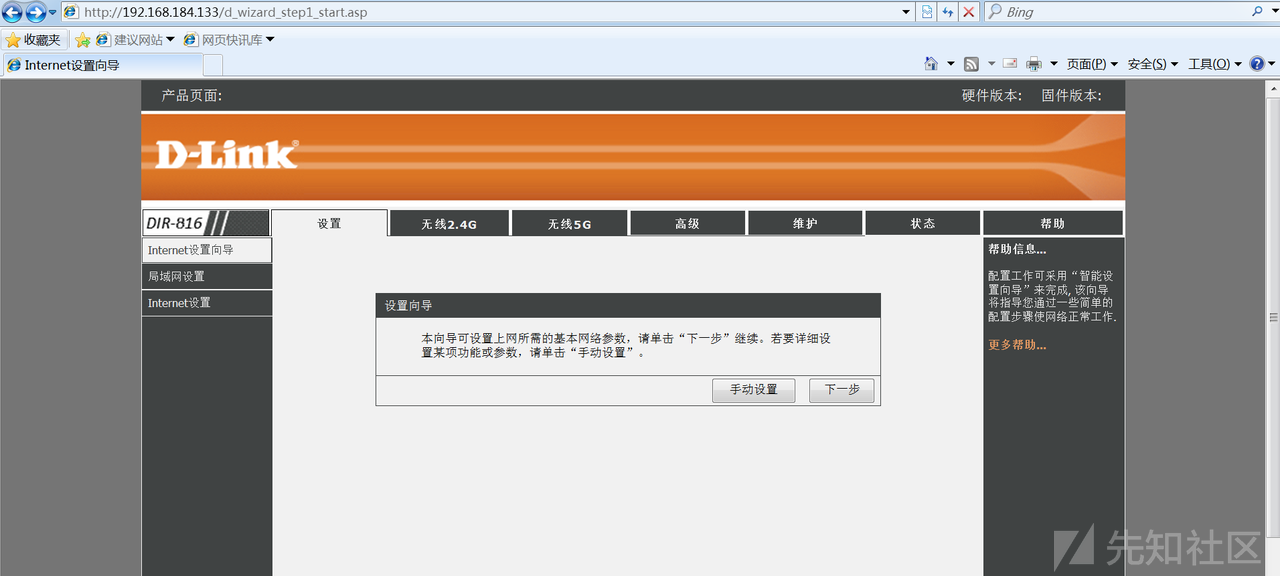 http://192.168.184.133/d_wizard_step1_start.asp
Bing
收藏夹 建议网站 网页快讯库
Internet设置向导
页面(P) 安全(S) 工具(O)
产品页面: 硬件版本: 固件版本:
D-Link®
DIR-816 设置 无线2.4G 无线5G 高级 维护 状态 帮助
Internet设置向导
局域网设置
Internet设置
设置向导
本向导可设置上网所需的基本网络参数，请单击“下一步”继续。若要详细设
置某项功能或参数，请单击“手动设置”。
手动设置 下一步
帮助信息...
配置工作可采用“智能设
置向导”来完成,该向导
将指导您通过一些简单的
配置步骤使网络正常工作.
更多帮助...
先知社区